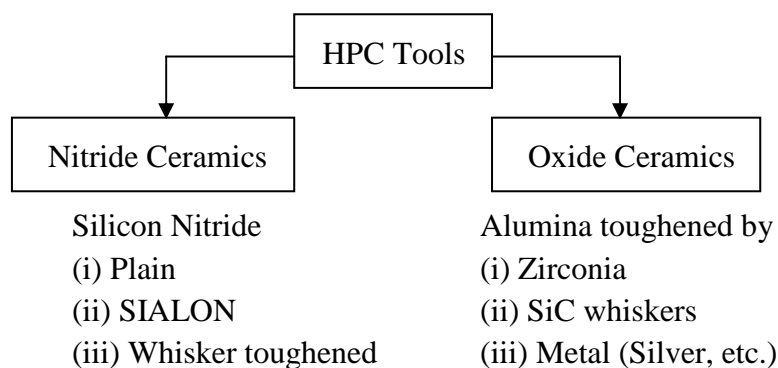 HPC Tools
Nitride Ceramics
Oxide Ceramics
Silicon Nitride
(i) Plain
(ii) SIALON
(iii) Whisker toughened
Alumina toughened by
(i) Zirconia
(ii) SiC whiskers
(iii) Metal (Silver, etc.)